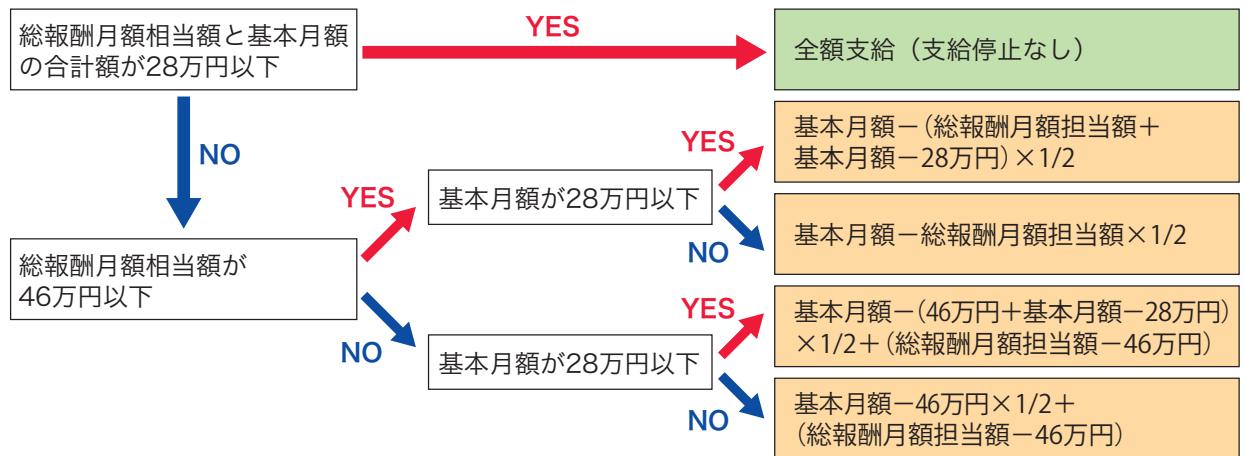 総報酬月額相当額と基本月額
の合計額が28万円以下
YES
全額支給（支給停止なし）
NO
総報酬月額相当額が
46万円以下
YES
基本月額が28万円以下
YES
基本月額－（総報酬月額担当額＋
基本月額－28万円）×1/2
NO
基本月額－総報酬月額担当額×1/2
NO
基本月額が28万円以下
YES
基本月額－（46万円＋基本月額－28万円）
×1/2＋（総報酬月額担当額－46万円）
NO
基本月額－46万円×1/2＋
（総報酬月額担当額－46万円）